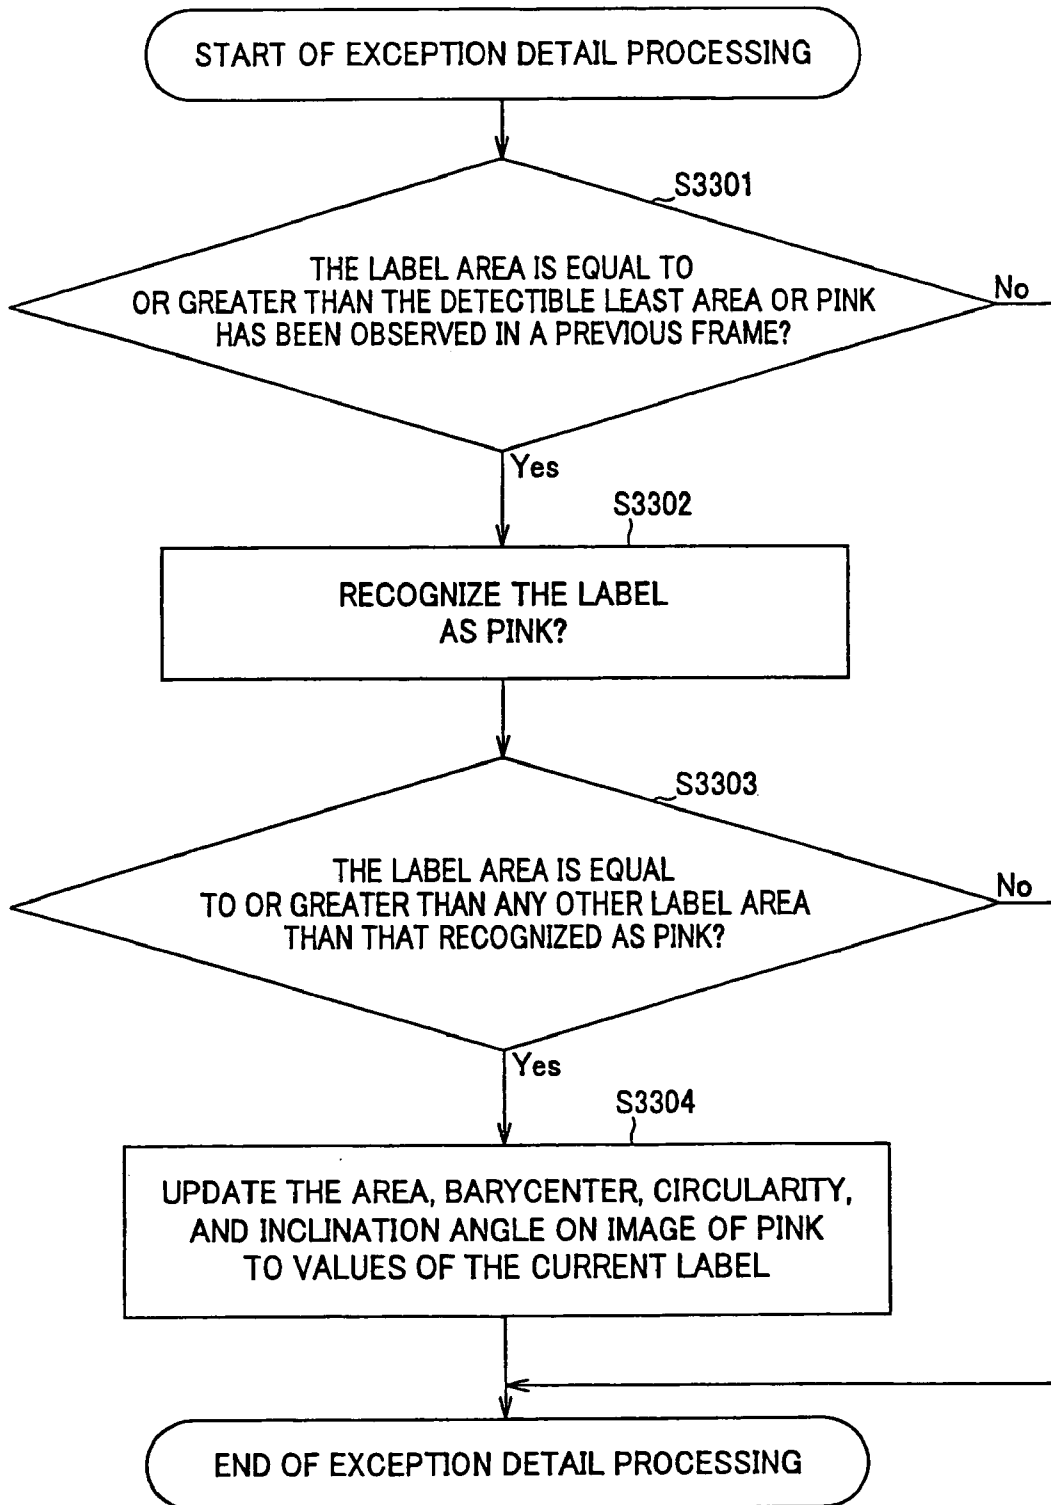 START OF EXCEPTION DETAIL PROCESSING
S3301
THE LABEL AREA IS EQUAL TO
OR GREATER THAN THE DETECTIBLE LEAST AREA OR PINK
HAS BEEN OBSERVED IN A PREVIOUS FRAME?
No
Yes
S3302
RECOGNIZE THE LABEL
AS PINK?
S3303
THE LABEL AREA IS EQUAL
TO OR GREATER THAN ANY OTHER LABEL AREA
THAN THAT RECOGNIZED AS PINK?
No
Yes
S3304
UPDATE THE AREA, BARYCENTER, CIRCULARITY,
AND INCLINATION ANGLE ON IMAGE OF PINK
TO VALUES OF THE CURRENT LABEL
END OF EXCEPTION DETAIL PROCESSING